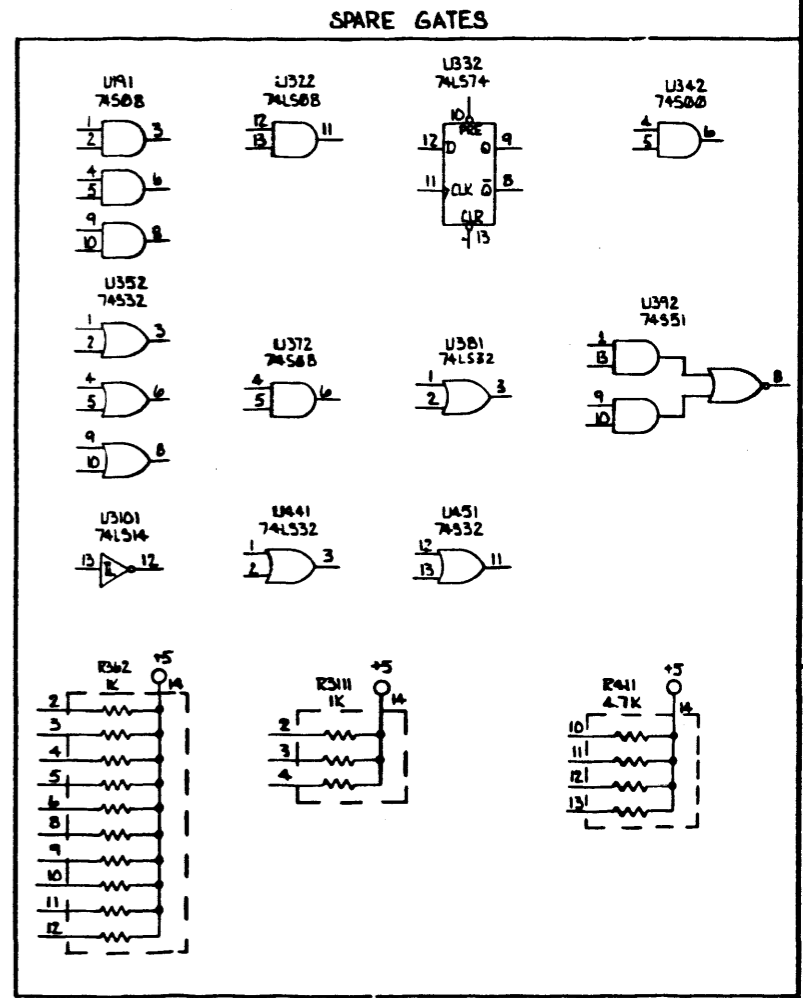 SPARE GATES
U191
74S08
1
2
3
4
5
6
9
10
8
U322
74LS08
12
13
11
U332
74LS74
10
PRE
12 D Q 9
11 CLK Q̅ 8
CLR
13
U342
74S00
4
5
6
U352
74S32
1
2
3
4
5
6
9
10
8
U372
74S08
4
5
6
U381
74LS32
1
2
3
U392
74S51
1
13
9
10
8
U3101
74LS14
13 12
U441
74LS32
1
2
3
U451
74S32
12
13
11
R362
1K
+5
14
2
3
4
5
6
8
9
10
11
12
R3111
1K
+5
14
2
3
4
R411
4.7K
+5
14
10
11
12
13